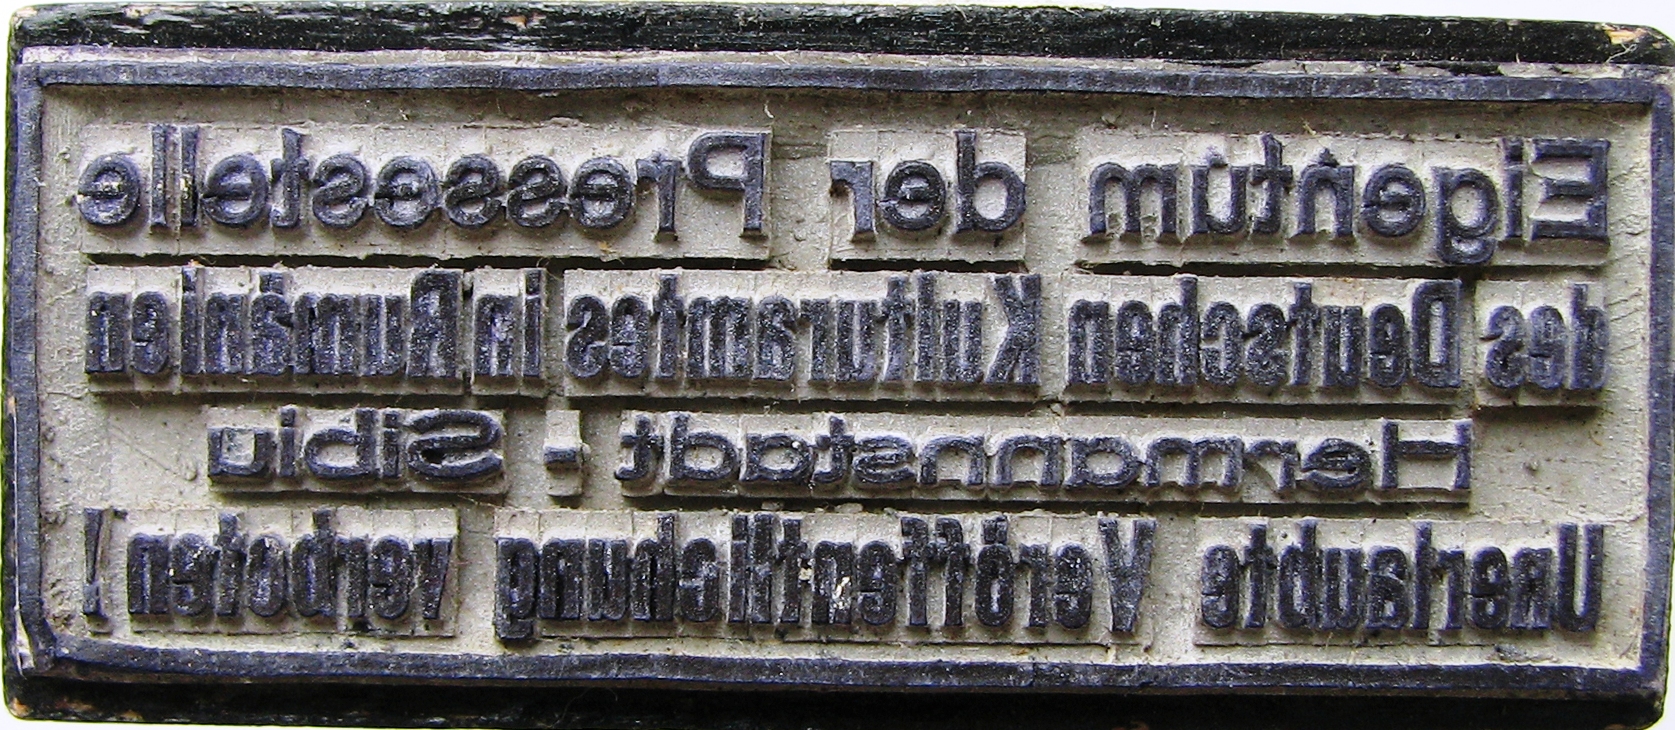 Eigentum der Pressestelle
des Deutschen Kulturamtes in Rumänien
Hermannstadt - Sibiu
Unerlaubte Veröffentlichung verboten!